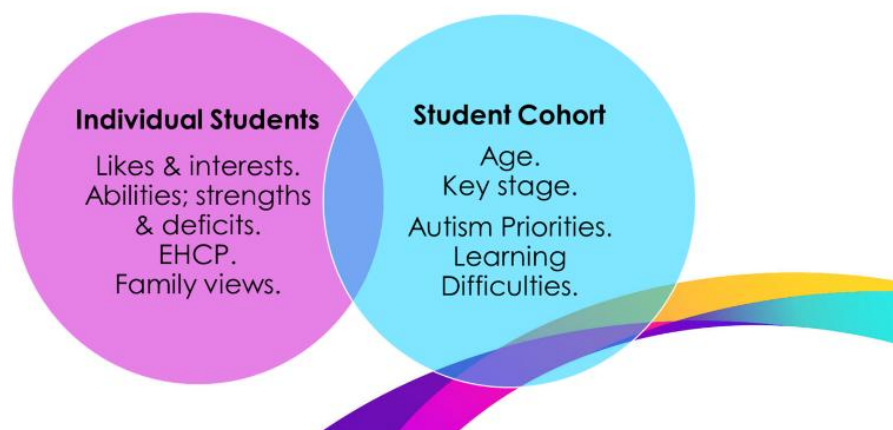 Individual Students
Likes & interests.
Abilities; strengths
& deficits.
EHCP.
Family views.
Student Cohort
Age.
Key stage.
Autism Priorities.
Learning
Difficulties.